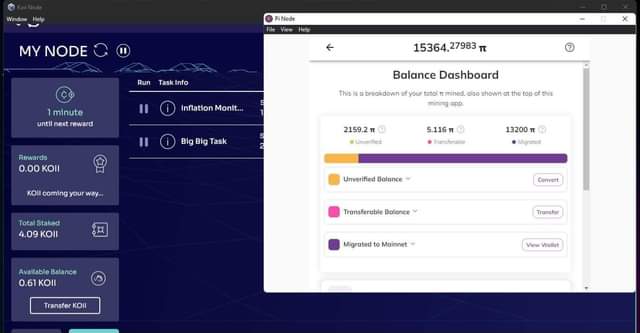 Koii Node
Window Help
MY NODE
1 minute
until next reward
Rewards
0.00 KOII
KOII coming your way...
Total Staked
4.09 KOII
Available Balance
0.61 KOII
Transfer KOII
Run Task Info
Inflation Monit...
Big Big Task
Pi Node
File View Help
15364.27983 π
Balance Dashboard
This is a breakdown of your total π mined, also shown at the top of this
mining app.
2159.2 π
Unverified
5.116 π
Transferable
13200 π
Migrated
Unverified Balance
Convert
Transferable Balance
Transfer
Migrated to Mainnet
View Wallet